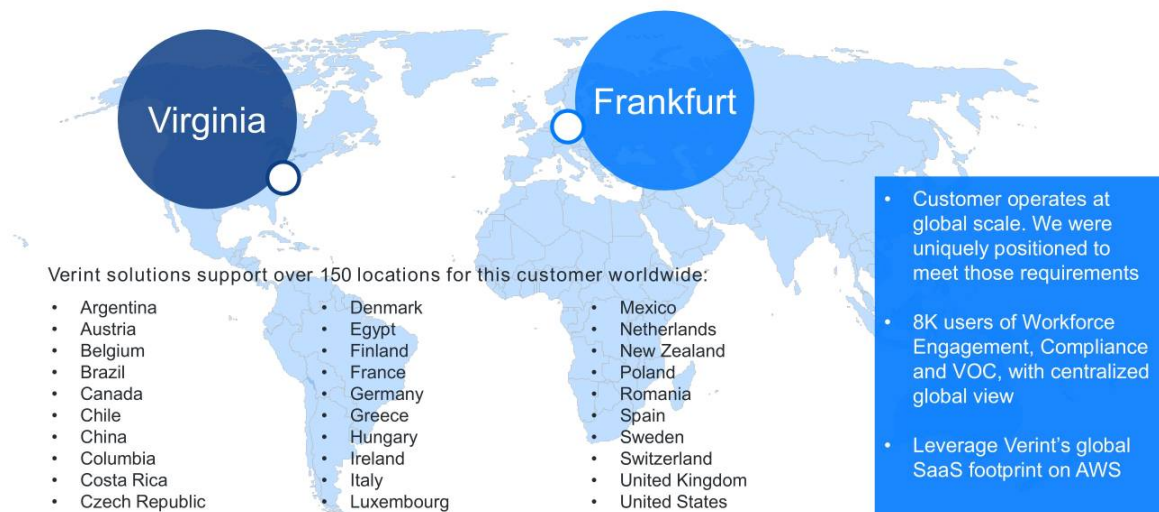 Virginia
Frankfurt
Verint solutions support over 150 locations for this customer worldwide:
• Argentina
• Austria
• Belgium
• Brazil
• Canada
• Chile
• China
• Columbia
• Costa Rica
• Czech Republic
• Denmark
• Egypt
• Finland
• France
• Germany
• Greece
• Hungary
• Ireland
• Italy
• Luxembourg
• Mexico
• Netherlands
• New Zealand
• Poland
• Romania
• Spain
• Sweden
• Switzerland
• United Kingdom
• United States
• Customer operates at
global scale. We were
uniquely positioned to
meet those requirements
• 8K users of Workforce
Engagement, Compliance
and VOC, with centralized
global view
• Leverage Verint’s global
SaaS footprint on AWS